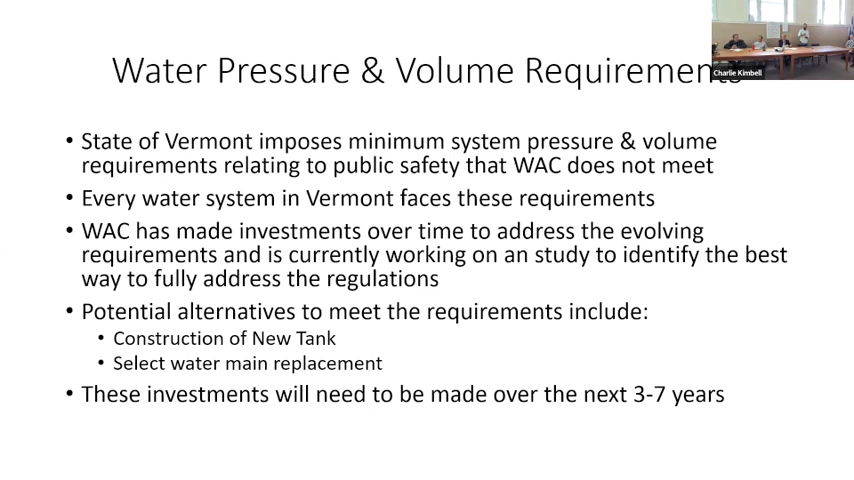 Water Pressure & Volume Requirements
Charlie Kimbell
• State of Vermont imposes minimum system pressure & volume
requirements relating to public safety that WAC does not meet
• Every water system in Vermont faces these requirements
• WAC has made investments over time to address the evolving
requirements and is currently working on an study to identify the best
way to fully address the regulations
• Potential alternatives to meet the requirements include:
• Construction of New Tank
• Select water main replacement
• These investments will need to be made over the next 3-7 years